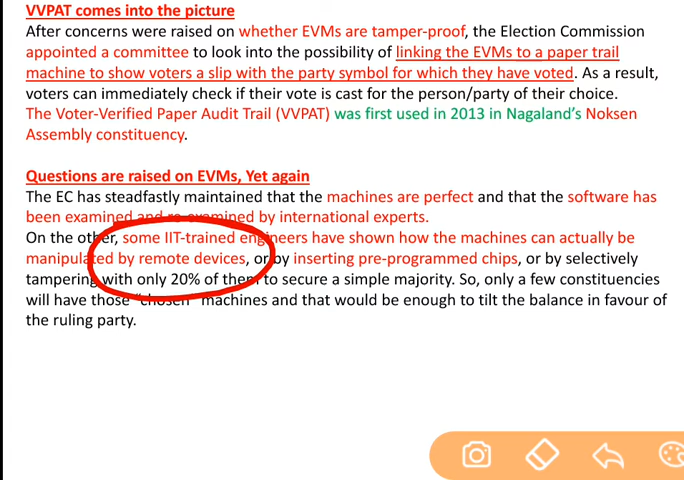 VVPAT comes into the picture
After concerns were raised on whether EVMs are tamper-proof, the Election Commission
appointed a committee to look into the possibility of linking the EVMs to a paper trail
machine to show voters a slip with the party symbol for which they have voted. As a result,
voters can immediately check if their vote is cast for the person/party of their choice.
The Voter-Verified Paper Audit Trail (VVPAT) was first used in 2013 in Nagaland’s Noksen
Assembly constituency.
Questions are raised on EVMs, Yet again
The EC has steadfastly maintained that the machines are perfect and that the software has
been examined and re-examined by international experts.
On the other, some IIT-trained engineers have shown how the machines can actually be
manipulated by remote devices, or by inserting pre-programmed chips, or by selectively
tampering with only 20% of them to secure a simple majority. So, only a few constituencies
will have those “chosen” machines and that would be enough to tilt the balance in favour of
the ruling party.